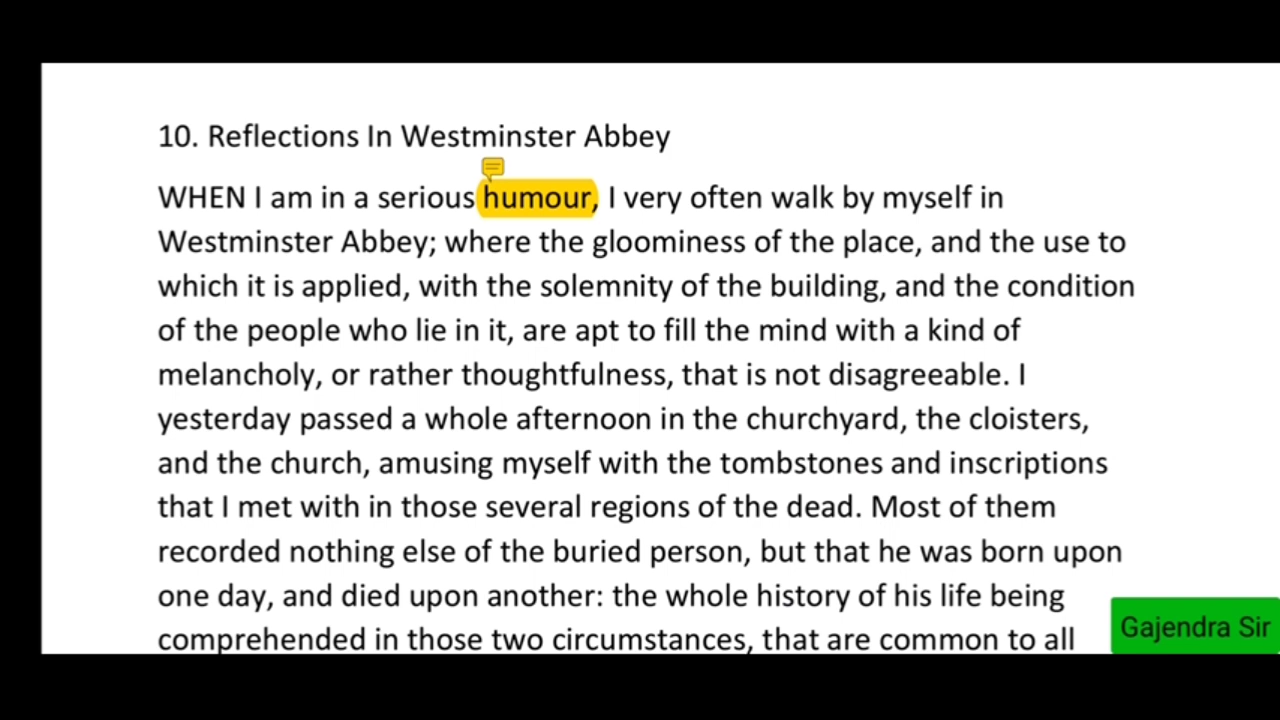 10. Reflections In Westminster Abbey
WHEN I am in a serious humour, I very often walk by myself in
Westminster Abbey; where the gloominess of the place, and the use to
which it is applied, with the solemnity of the building, and the condition
of the people who lie in it, are apt to fill the mind with a kind of
melancholy, or rather thoughtfulness, that is not disagreeable. I
yesterday passed a whole afternoon in the churchyard, the cloisters,
and the church, amusing myself with the tombstones and inscriptions
that I met with in those several regions of the dead. Most of them
recorded nothing else of the buried person, but that he was born upon
one day, and died upon another: the whole history of his life being
comprehended in those two circumstances, that are common to all
Gajendra Sir